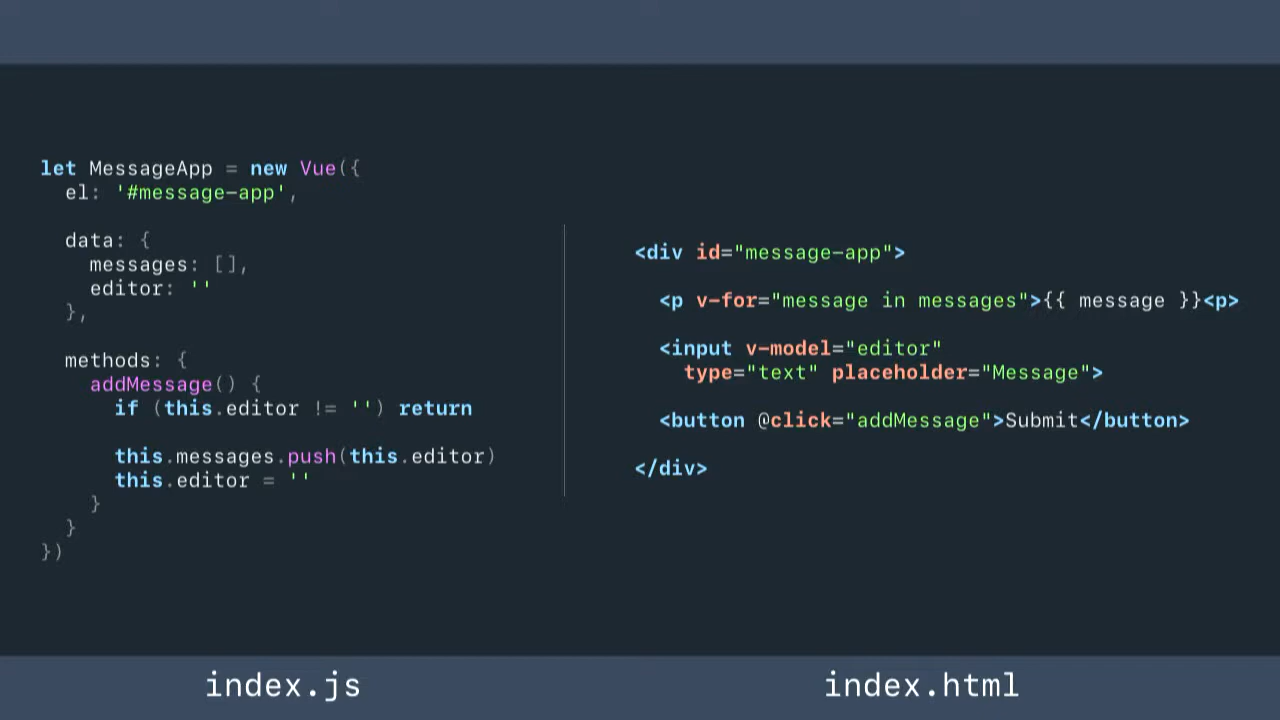 let MessageApp = new Vue({
  el: '#message-app',

  data: {
    messages: [],
    editor: ''
  },

  methods: {
    addMessage() {
      if (this.editor != '') return

      this.messages.push(this.editor)
      this.editor = ''
    }
  }
})
<div id="message-app">

  <p v-for="message in messages">{{ message }}<p>

  <input v-model="editor"
    type="text" placeholder="Message">

  <button @click="addMessage">Submit</button>

</div>
index.js
index.html